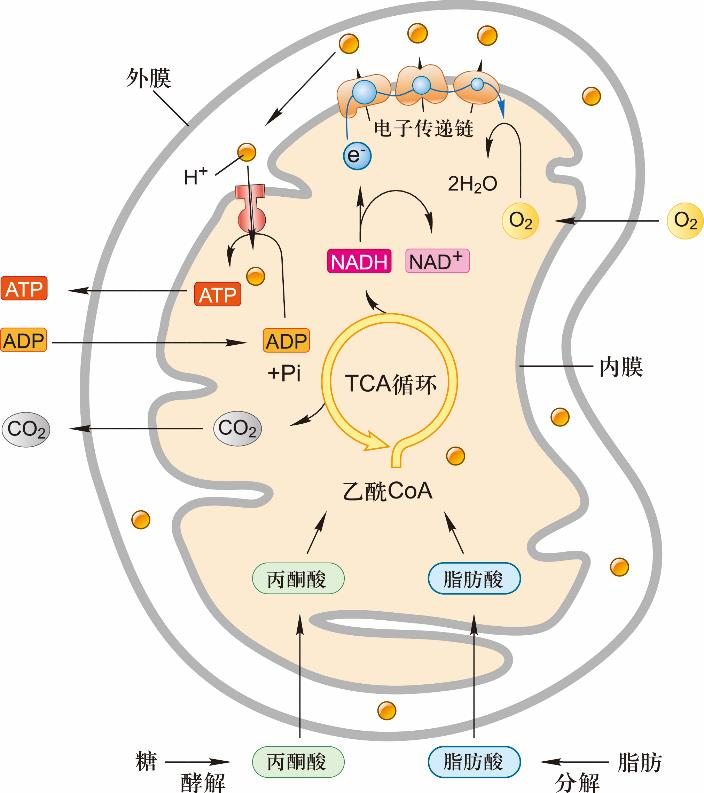 外膜
电子传递链
H⁺
e⁻
2H₂O
O₂
O₂
NADH
NAD⁺
ATP
ATP
ADP
ADP
+Pi
内膜
TCA循环
CO₂
CO₂
乙酰CoA
丙酮酸
脂肪酸
糖
酵解
丙酮酸
脂肪酸
分解
脂肪